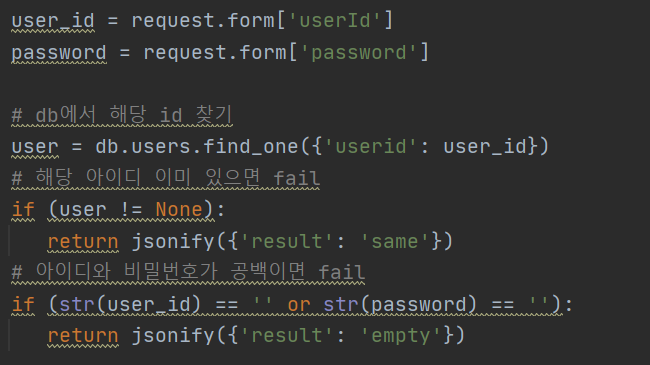 user_id = request.form['userId']
password = request.form['password']
# db에서 해당 id 찾기
user = db.users.find_one({'userid': user_id})
# 해당 아이디 이미 있으면 fail
if (user != None):
return jsonify({'result': 'same'})
# 아이디와 비밀번호가 공백이면 fail
if (str(user_id) == '' or str(password) == ''):
return jsonify({'result': 'empty'})